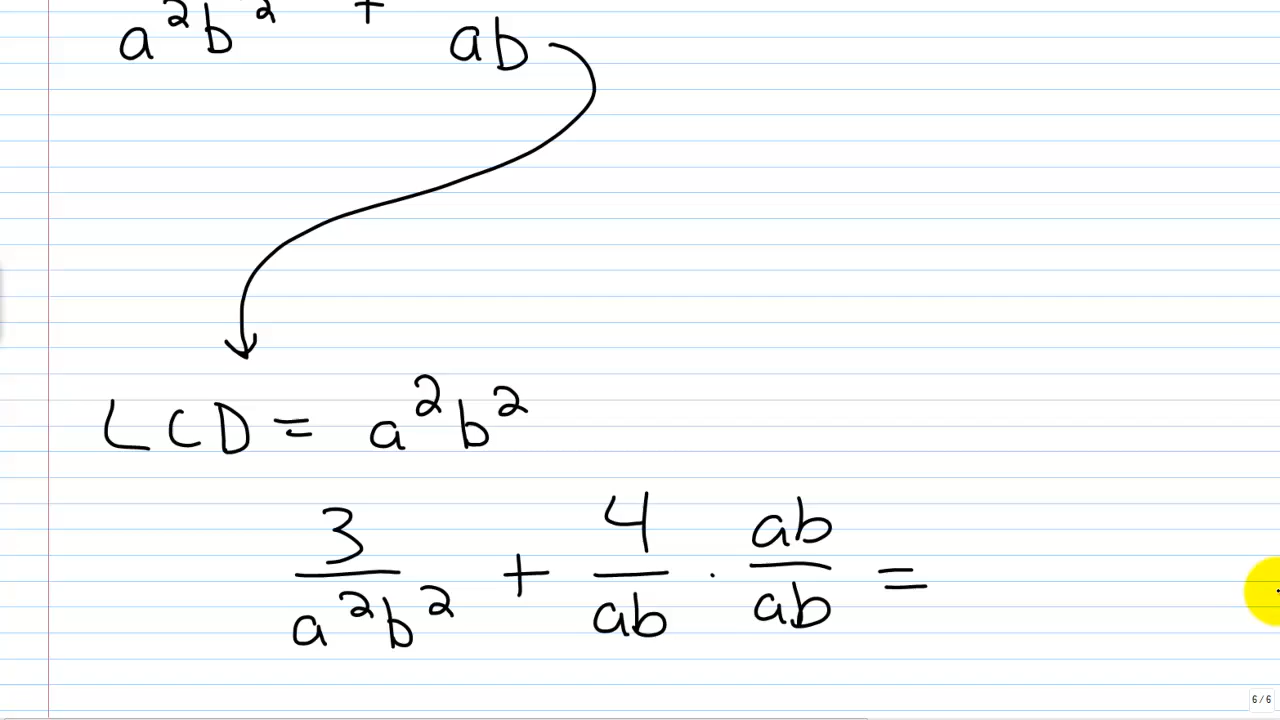 a²b² + ab
LCD = a²b²
3/a²b² + 4/ab · ab/ab =
6/6